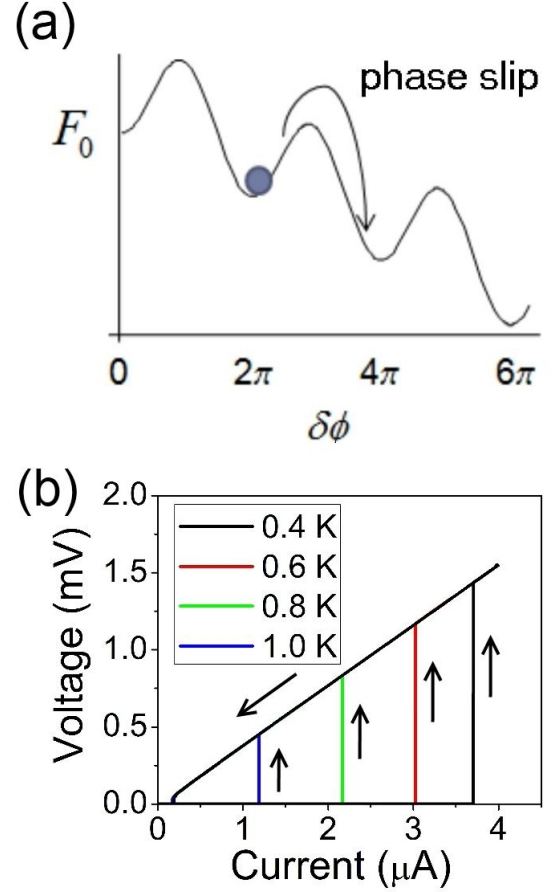 (a)
phase slip
F₀
0 2π 4π 6π
δϕ
(b)
2.0
1.5
1.0
0.5
0.0
Voltage (mV)
0.4 K
0.6 K
0.8 K
1.0 K
0 1 2 3 4
Current (μA)